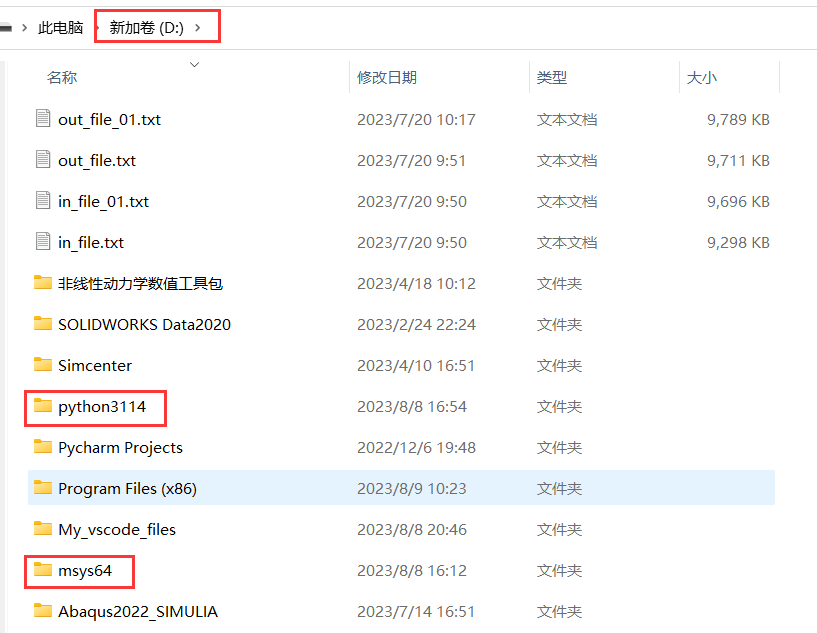 此电脑 新加卷 (D:)
名称 修改日期 类型 大小
out_file_01.txt 2023/7/20 10:17 文本文档 9,789 KB
out_file.txt 2023/7/20 9:51 文本文档 9,711 KB
in_file_01.txt 2023/7/20 9:50 文本文档 9,696 KB
in_file.txt 2023/7/20 9:50 文本文档 9,298 KB
非线性动力学数值工具包 2023/4/18 10:12 文件夹
SOLIDWORKS Data2020 2023/2/24 22:24 文件夹
Simcenter 2023/4/10 16:51 文件夹
python3114 2023/8/8 16:54 文件夹
Pycharm Projects 2022/12/6 19:48 文件夹
Program Files (x86) 2023/8/9 10:23 文件夹
My_vscode_files 2023/8/8 20:46 文件夹
msys64 2023/8/8 16:12 文件夹
Abaqus2022_SIMULIA 2023/7/14 16:51 文件夹